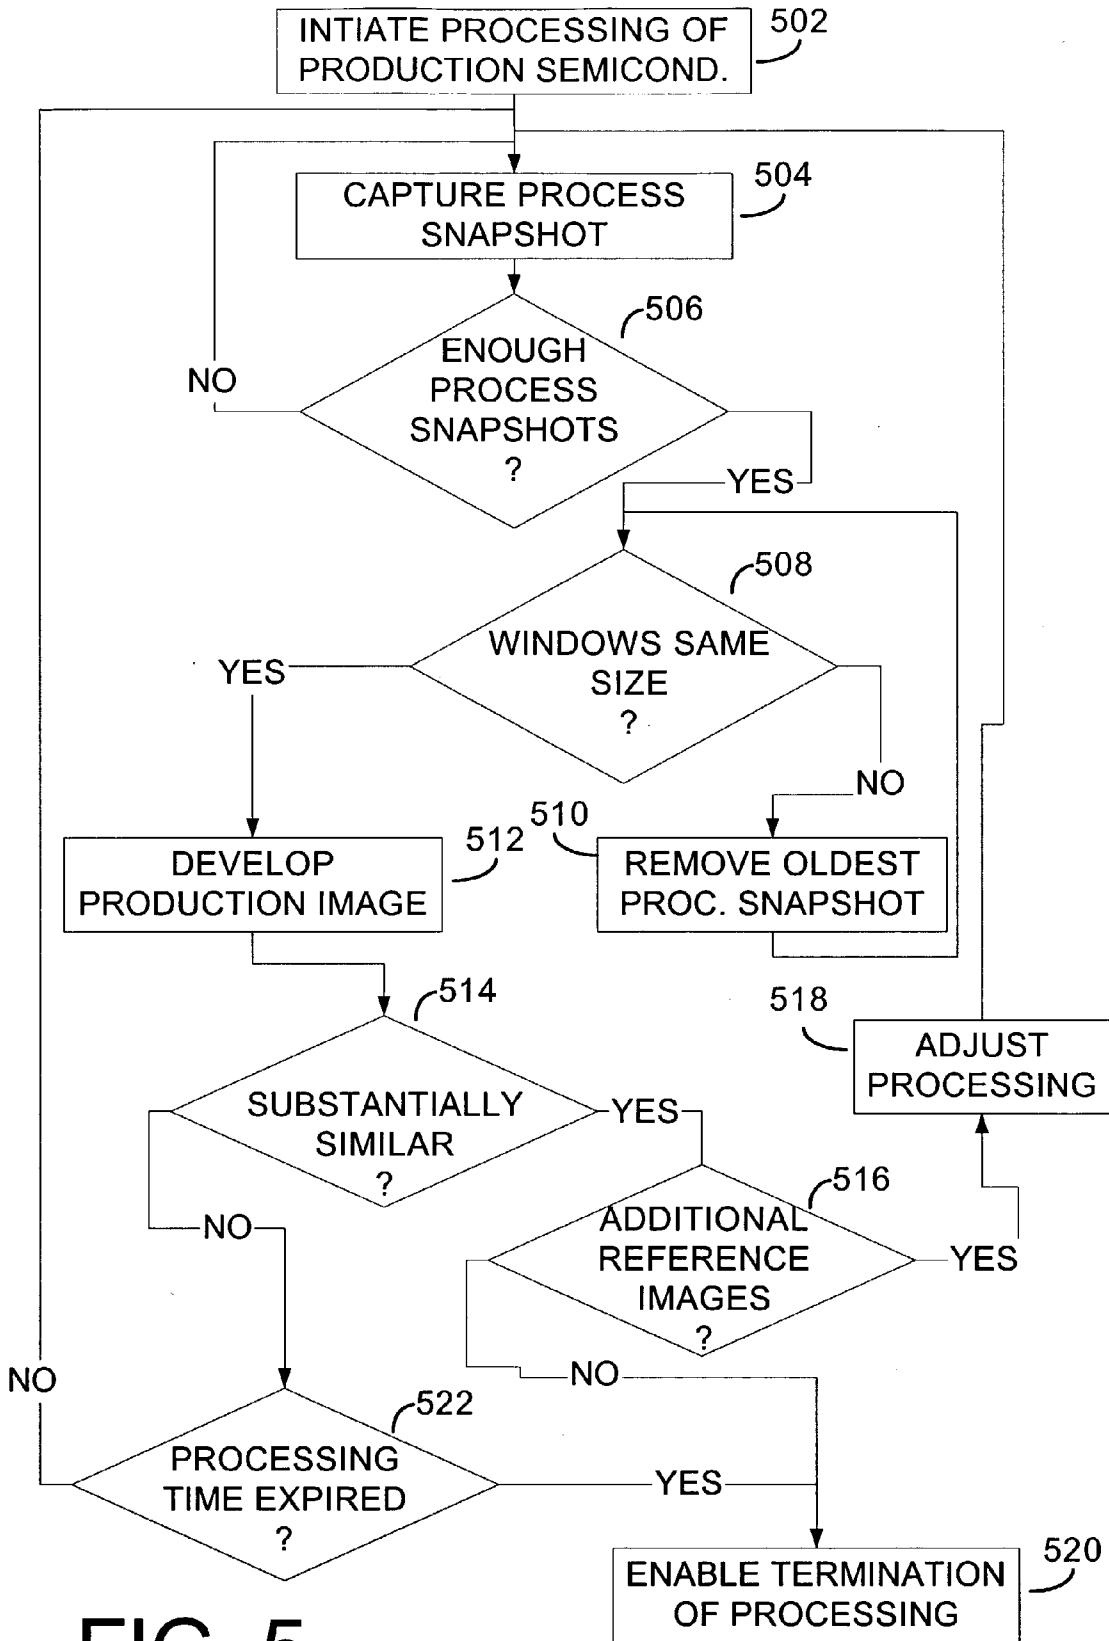 INTIATE PROCESSING OF
PRODUCTION SEMICOND.
502
CAPTURE PROCESS
SNAPSHOT
504
ENOUGH
PROCESS
SNAPSHOTS
?
506
NO
YES
WINDOWS SAME
SIZE
?
508
YES
NO
DEVELOP
PRODUCTION IMAGE
512
510
REMOVE OLDEST
PROC. SNAPSHOT
514
SUBSTANTIALLY
SIMILAR
?
YES
NO
518
ADJUST
PROCESSING
516
ADDITIONAL
REFERENCE
IMAGES
?
YES
NO
NO
522
PROCESSING
TIME EXPIRED
?
YES
520
ENABLE TERMINATION
OF PROCESSING
FIG. 5